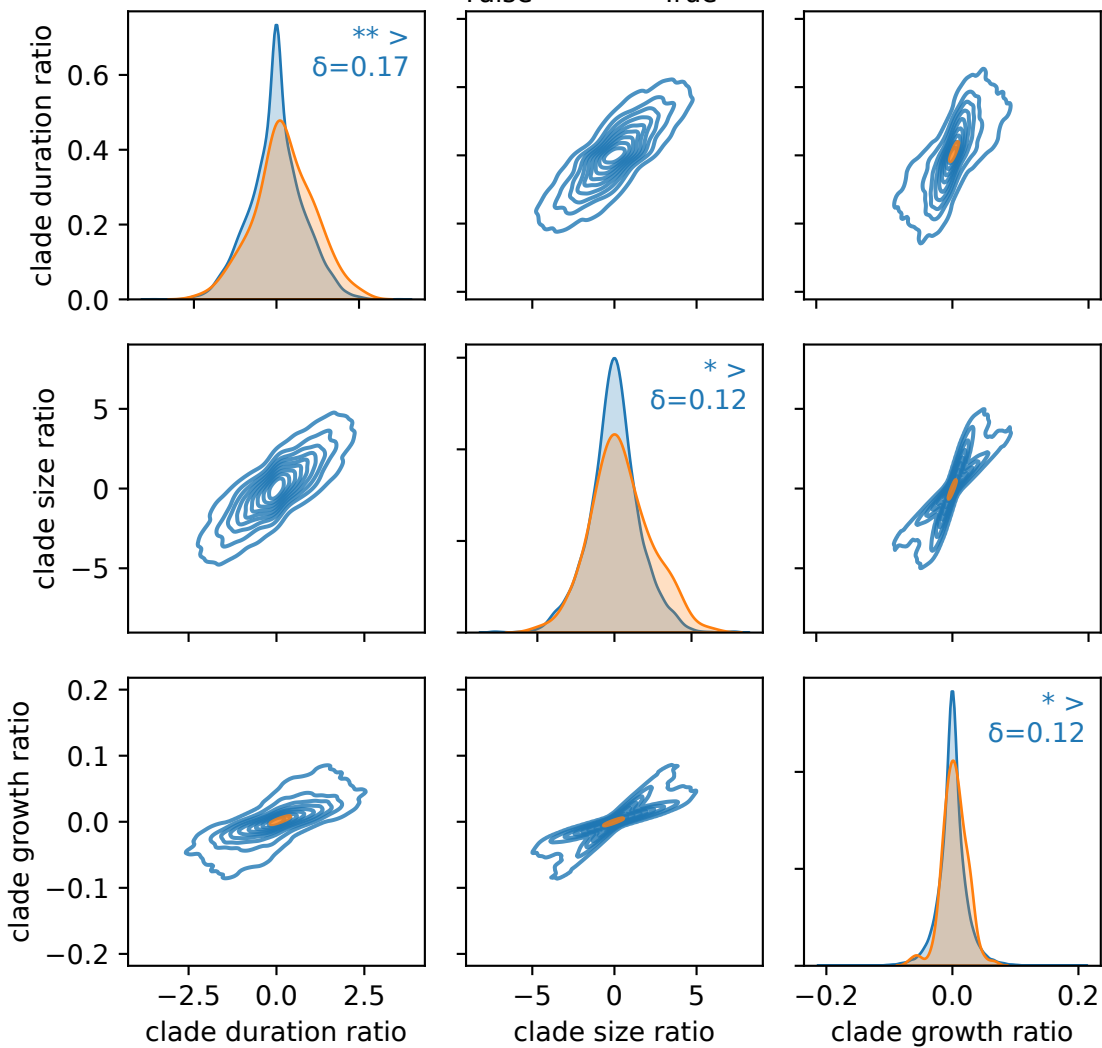 False True
clade duration ratio
0.6
0.4
0.2
0.0
** >
δ=0.17
clade size ratio
5
0
−5
* >
δ=0.12
clade growth ratio
0.2
0.1
0.0
−0.1
−0.2
* >
δ=0.12
−2.5 0.0 2.5
−5 0 5
−0.2 0.0 0.2
clade duration ratio
clade size ratio
clade growth ratio